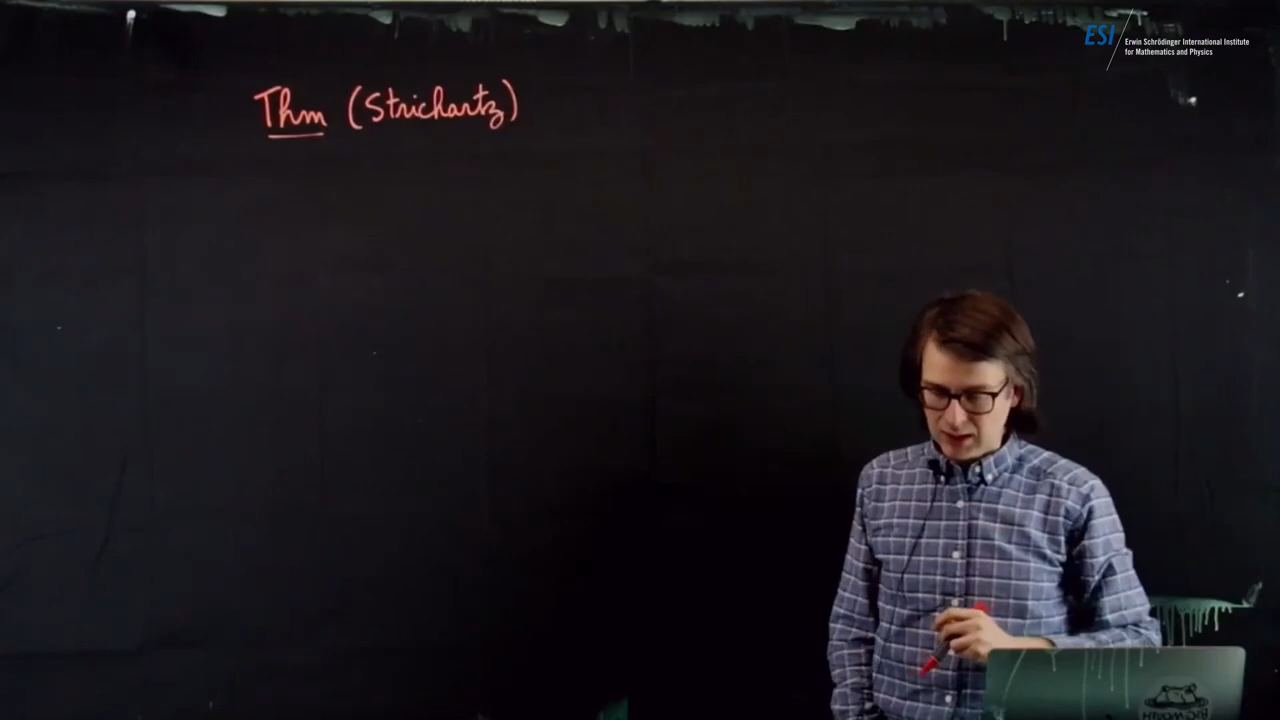 ESI
Erwin Schrödinger International Institute
for Mathematics and Physics
Thm (Strichartz)